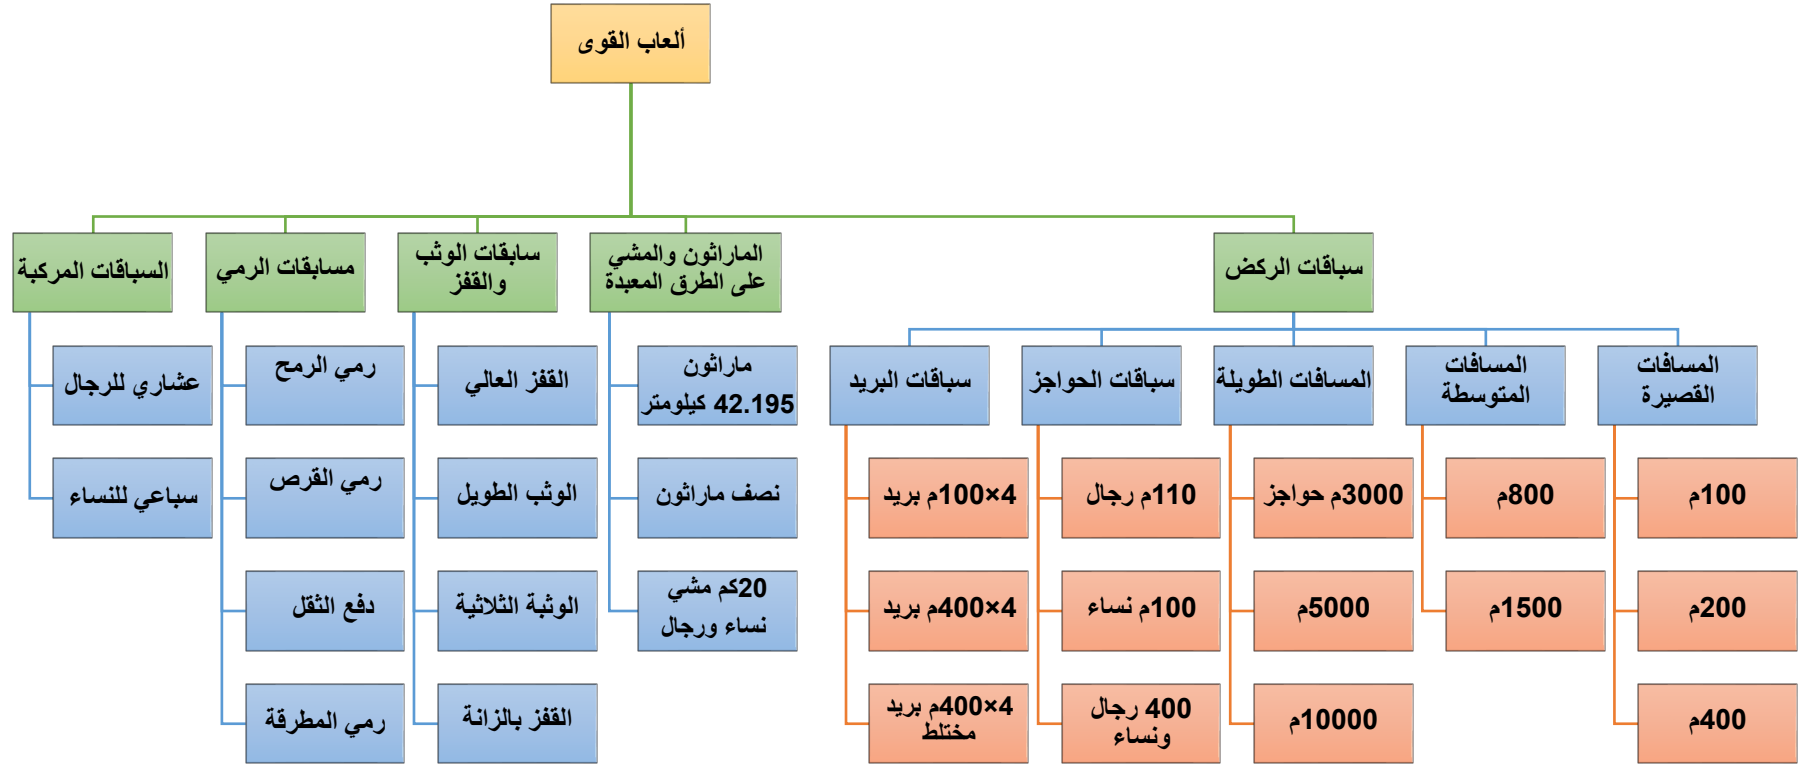 ألعاب القوى
سباقات الركض
الماراثون والمشي
على الطرق المعبدة
سابقات الوثب
والقفز
مسابقات الرمي
السباقات المركبة
المسافات
القصيرة
المسافات
المتوسطة
المسافات الطويلة
سباقات الحواجز
سباقات البريد
100م
200م
400م
800م
1500م
3000م حواجز
5000م
10000م
110م رجال
100م نساء
400 رجال
ونساء
4×100م بريد
4×400م بريد
4×400م بريد
مختلط
ماراثون
42.195 كيلومتر
نصف ماراثون
20كم مشي
نساء ورجال
القفز العالي
الوثب الطويل
الوثبة الثلاثية
القفز بالزانة
رمي الرمح
رمي القرص
دفع الثقل
رمي المطرقة
عشاري للرجال
سباعي للنساء